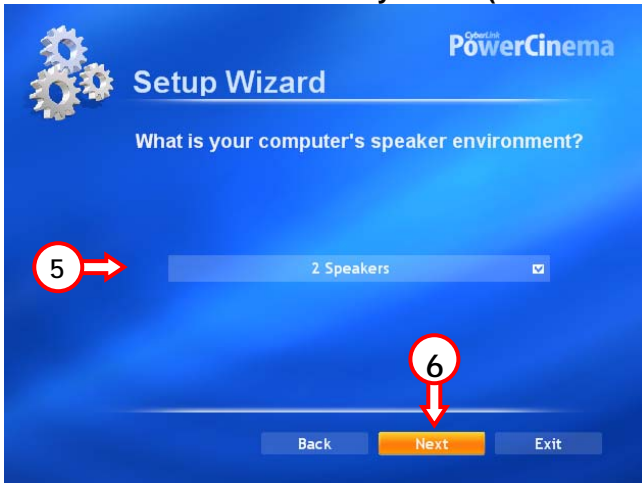 CyberLink
PowerCinema
Setup Wizard
What is your computer's speaker environment?
5
2 Speakers
6
Back Next Exit